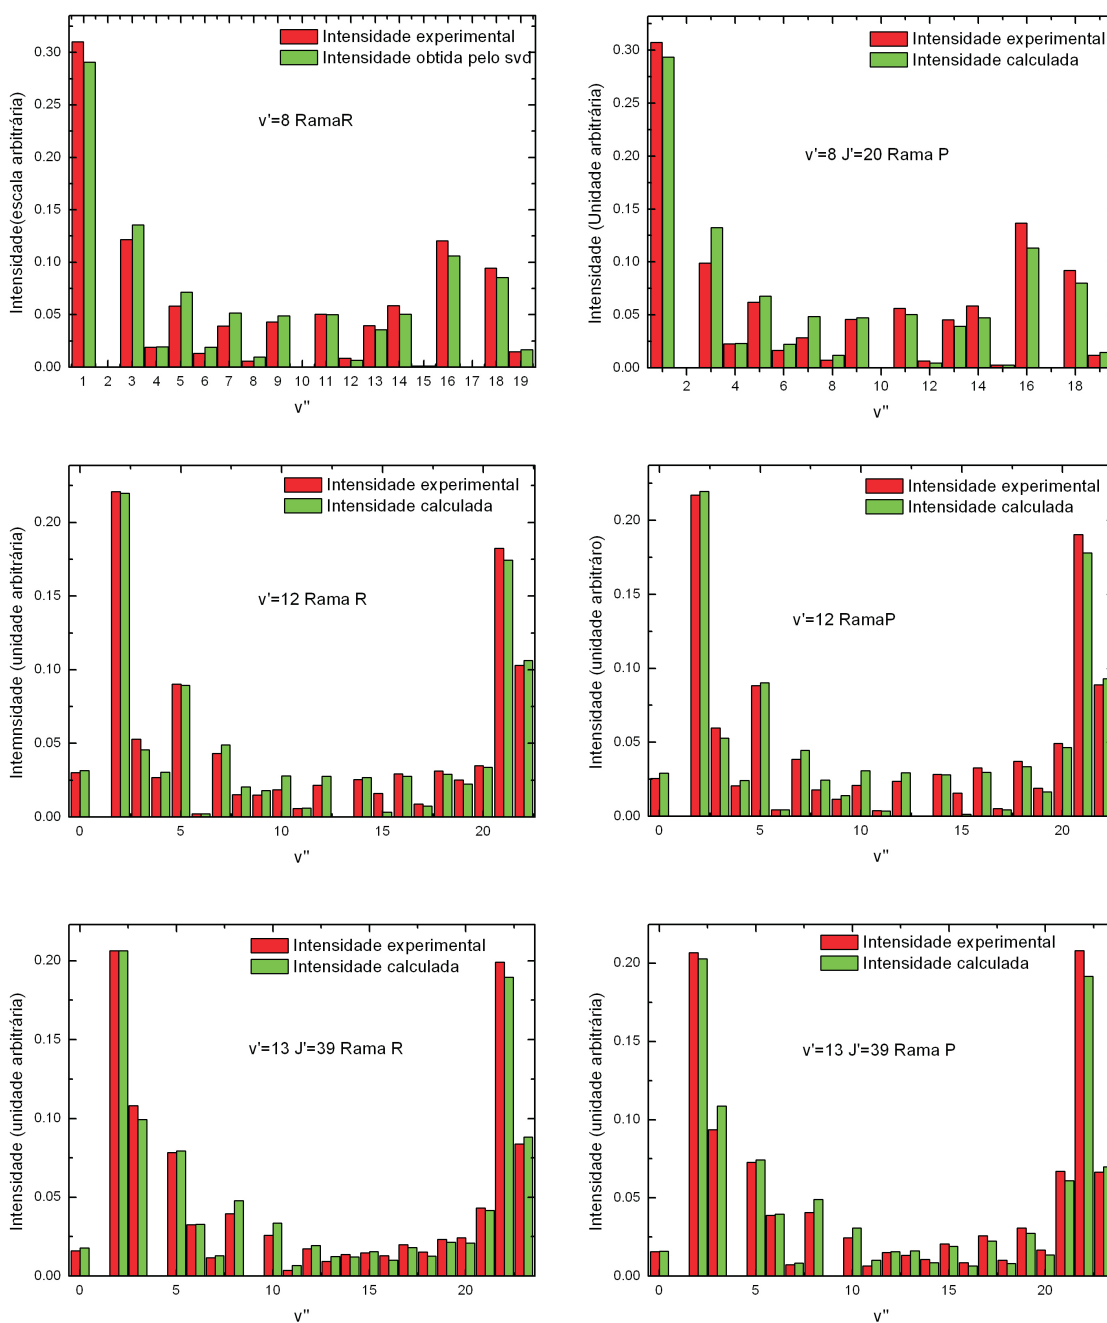 Intensidade(escala arbitrária)
0.30
0.25
0.20
0.15
0.10
0.05
0.00
Intensidade experimental
Intensidade obtida pelo svd
v'=8 RamaR
1 2 3 4 5 6 7 8 9 10 11 12 13 14 15 16 17 18 19
v"
Intensidade (Unidade arbitrária)
0.30
0.25
0.20
0.15
0.10
0.05
0.00
Intensidade experimental
Intensidade calculada
v'=8 J'=20 Rama P
2 4 6 8 10 12 14 16 18
v"
Itemnsidade (unidade arbitrária)
0.20
0.15
0.10
0.05
0.00
Intensidade experimental
Intensidade calculada
v'=12 Rama R
0 5 10 15 20
v"
Intensidade (unidade arbitráro)
0.20
0.15
0.10
0.05
0.00
Intensidade experimental
Intensidade calculada
v'=12 RamaP
0 5 10 15 20
v"
Intensidade (unidade arbitrária)
0.20
0.15
0.10
0.05
0.00
Intensidade experimental
Intensidade calculada
v'=13 J'=39 Rama R
0 5 10 15 20
v"
Intensidade (unidade arbitrária)
0.20
0.15
0.10
0.05
0.00
Intensidade experimental
Intensidade calculada
v'=13 J'=39 Rama P
0 5 10 15 20
v"